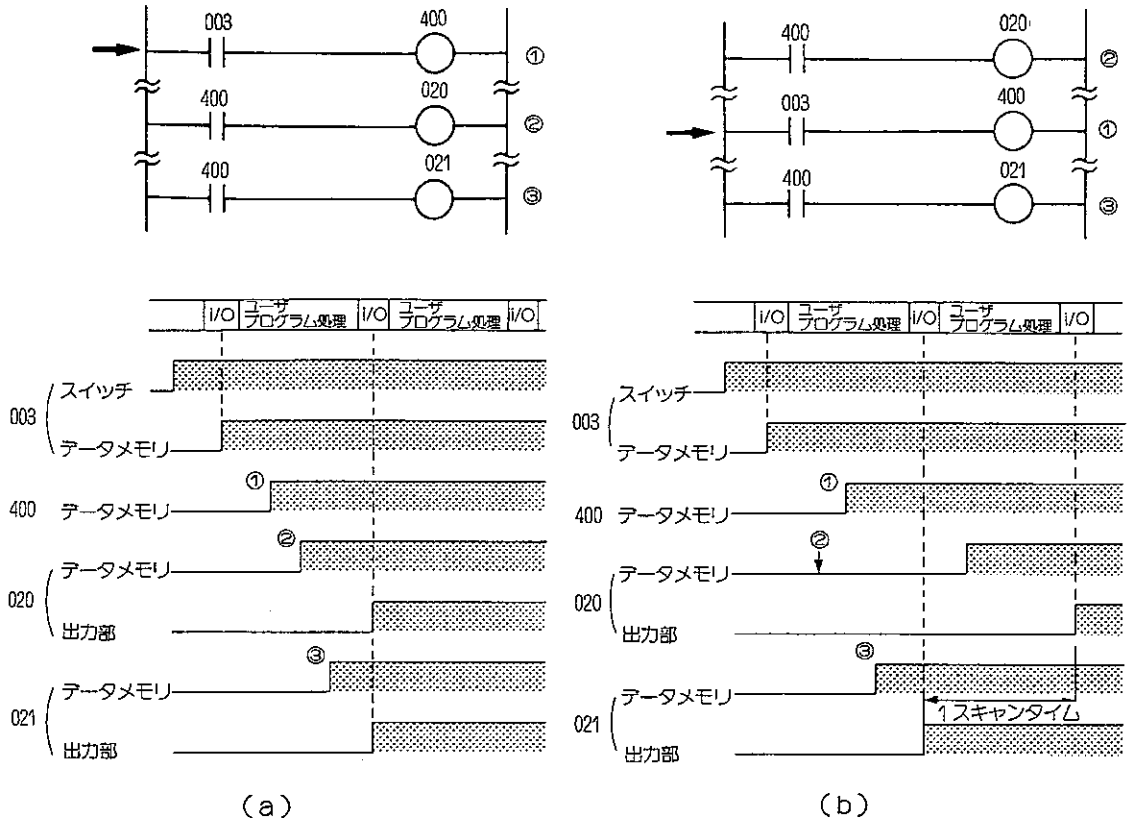 003 400
①
400 020
②
400 021
③
400 020
②
003 400
①
400 021
③
i/O ユーザ プログラム処理 i/O ユーザ プログラム処理 i/O
003 スイッチ
データメモリ
400 データメモリ ①
020 データメモリ ②
出力部
021 データメモリ ③
出力部
(a)
i/O ユーザ プログラム処理 i/O ユーザ プログラム処理 i/O
003 スイッチ
データメモリ
400 データメモリ ①
020 データメモリ ②
出力部
021 データメモリ ③
1スキャンタイム
出力部
(b)